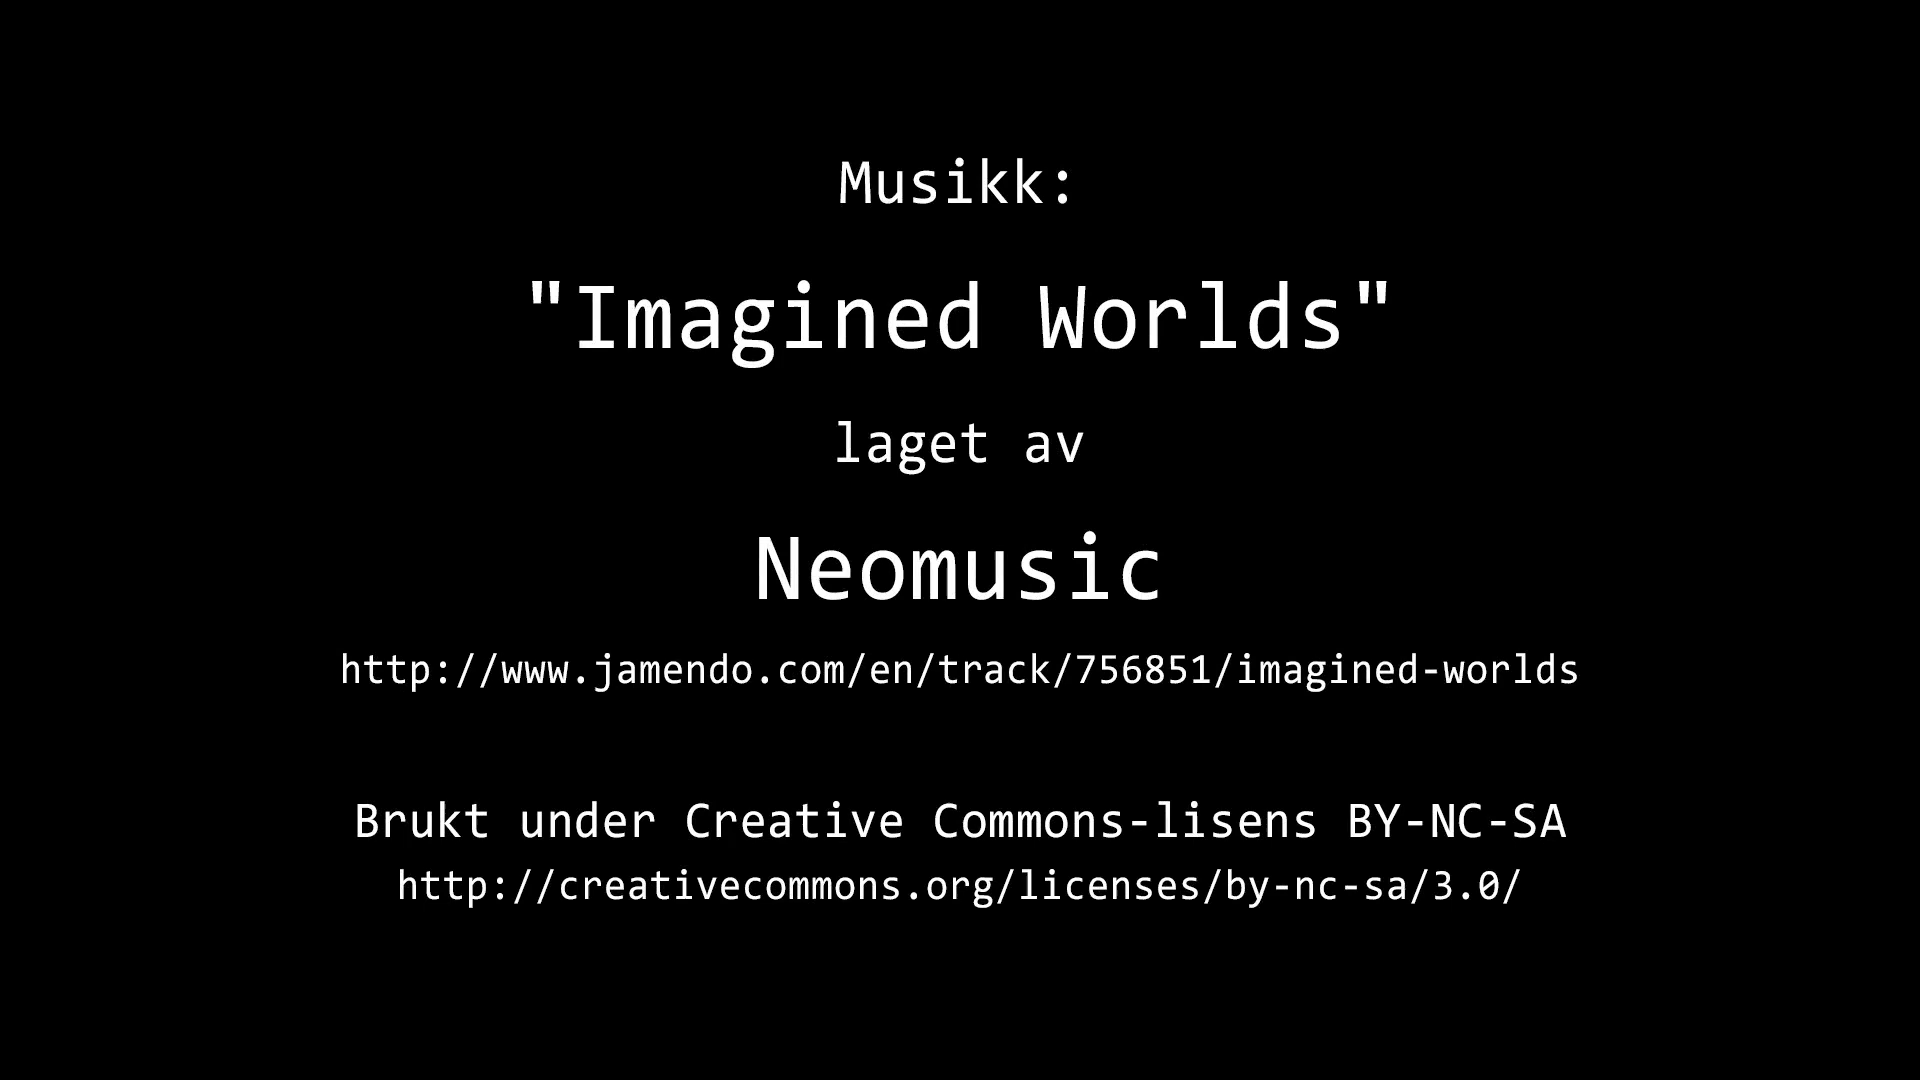 Musikk:
"Imagined Worlds"
laget av
Neomusic
http://www.jamendo.com/en/track/756851/imagined-worlds
Brukt under Creative Commons-lisens BY-NC-SA
http://creativecommons.org/licenses/by-nc-sa/3.0/